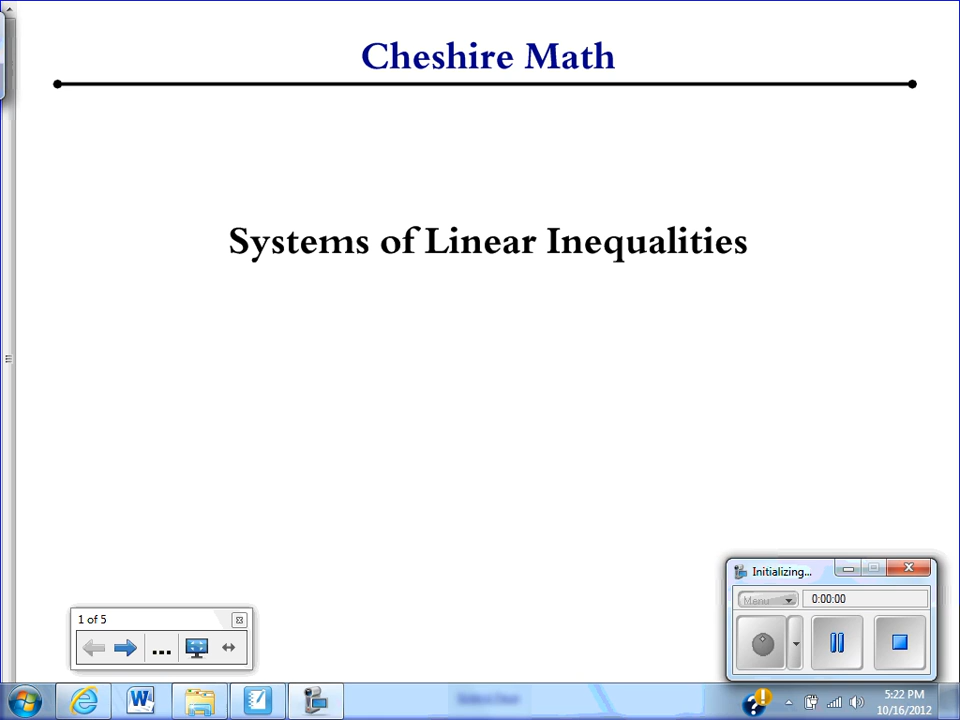 Cheshire Math
Systems of Linear Inequalities
Initializing...
Menu
0:00:00
1 of 5
...
5:22 PM
10/16/2012